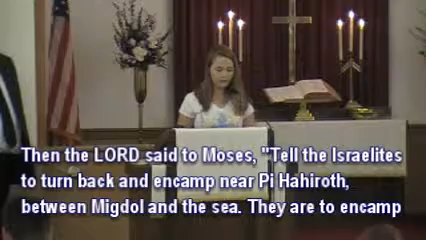 Then the LORD said to Moses, "Tell the Israelites
to turn back and encamp near Pi Hahiroth,
between Migdol and the sea. They are to encamp